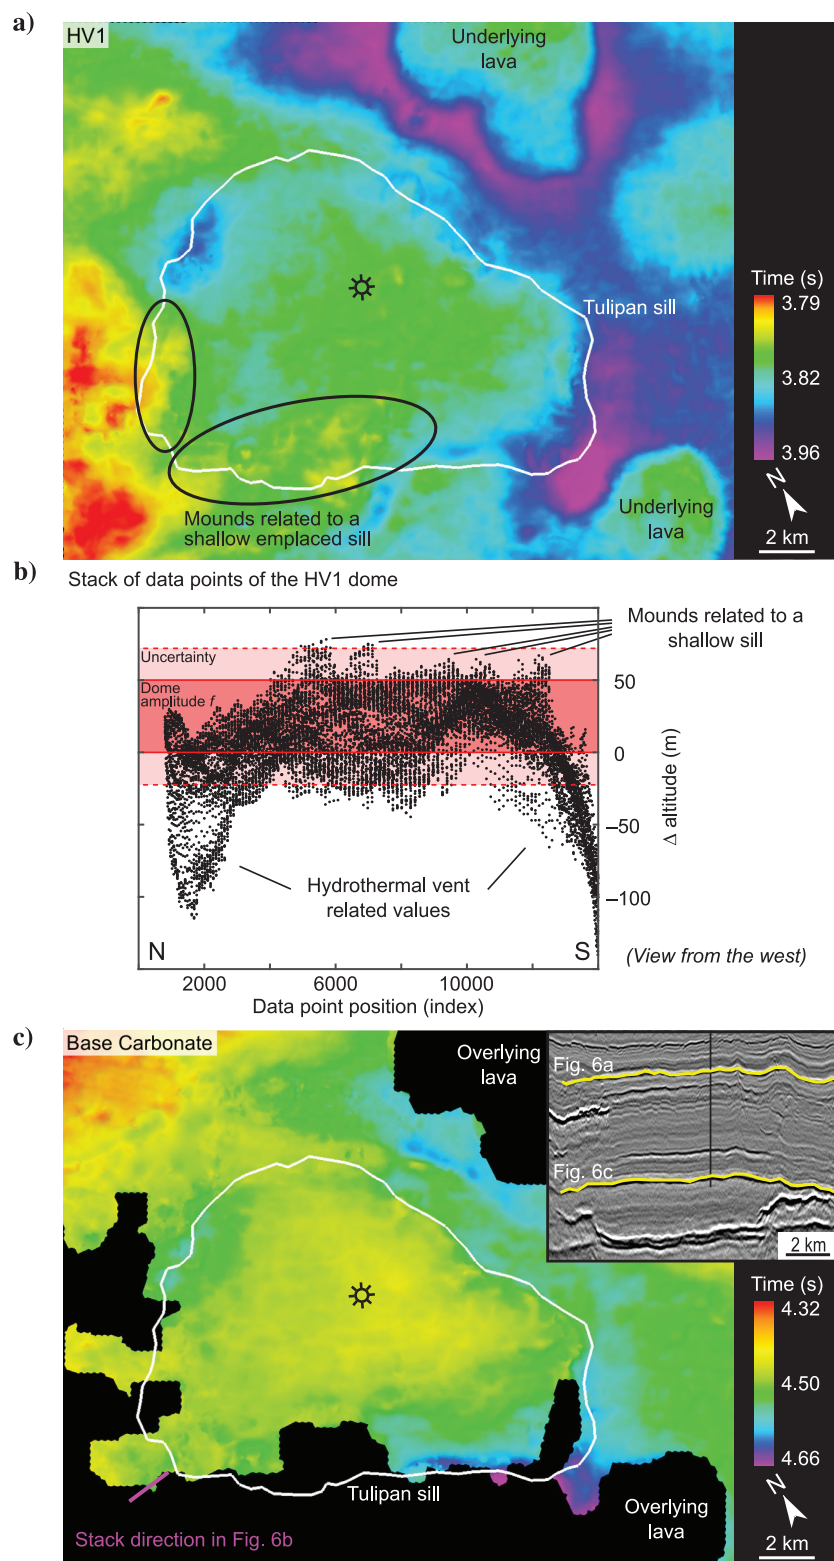 a)
HV1
Underlying
lava
Tulipan sill
Time (s)
3.79
3.82
3.96
N
2 km
Underlying
lava
Mounds related to a
shallow emplaced sill
b)
Stack of data points of the HV1 dome
Mounds related to a
shallow sill
Uncertainty
Dome
amplitude f
50
0
−50
−100
Δ altitude (m)
Hydrothermal vent
related values
N
S
(View from the west)
2000
6000
10000
Data point position (index)
c)
Base Carbonate
Overlying
lava
Fig. 6a
Fig. 6c
2 km
Time (s)
4.32
4.50
4.66
N
2 km
Tulipan sill
Overlying
lava
Stack direction in Fig. 6b